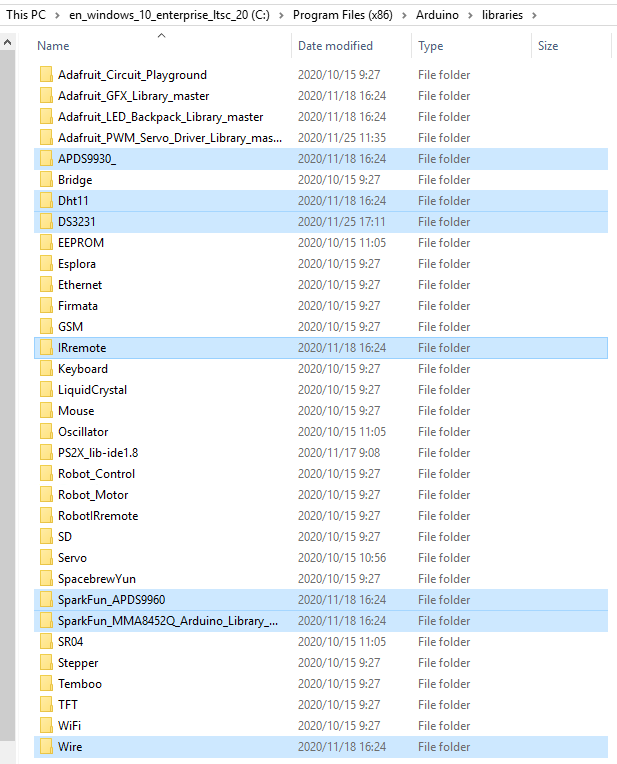 This PC > en_windows_10_enterprise_ltsc_20 (C:) > Program Files (x86) > Arduino > libraries >
Name Date modified Type Size
Adafruit_Circuit_Playground 2020/10/15 9:27 File folder
Adafruit_GFX_Library_master 2020/11/18 16:24 File folder
Adafruit_LED_Backpack_Library_master 2020/11/18 16:24 File folder
Adafruit_PWM_Servo_Driver_Library_mas... 2020/11/25 11:35 File folder
APDS9930_ 2020/11/18 16:24 File folder
Bridge 2020/10/15 9:27 File folder
Dht11 2020/11/18 16:24 File folder
DS3231 2020/11/25 17:11 File folder
EEPROM 2020/10/15 11:05 File folder
Esplora 2020/10/15 9:27 File folder
Ethernet 2020/10/15 9:27 File folder
Firmata 2020/10/15 9:27 File folder
GSM 2020/10/15 9:27 File folder
IRremote 2020/11/18 16:24 File folder
Keyboard 2020/10/15 9:27 File folder
LiquidCrystal 2020/10/15 9:27 File folder
Mouse 2020/10/15 9:27 File folder
Oscillator 2020/10/15 11:05 File folder
PS2X_lib-ide1.8 2020/11/17 9:08 File folder
Robot_Control 2020/10/15 9:27 File folder
Robot_Motor 2020/10/15 9:27 File folder
RobotIRremote 2020/10/15 9:27 File folder
SD 2020/10/15 9:27 File folder
Servo 2020/10/15 10:56 File folder
SpacebrewYun 2020/10/15 9:27 File folder
SparkFun_APDS9960 2020/11/18 16:24 File folder
SparkFun_MMA8452Q_Arduino_Library_... 2020/11/18 16:24 File folder
SR04 2020/10/15 11:05 File folder
Stepper 2020/10/15 9:27 File folder
Temboo 2020/10/15 9:27 File folder
TFT 2020/10/15 9:27 File folder
WiFi 2020/10/15 9:27 File folder
Wire 2020/11/18 16:24 File folder